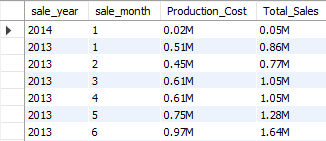 sale_year sale_month Production_Cost Total_Sales
2014 1 0.02M 0.05M
2013 1 0.51M 0.86M
2013 2 0.45M 0.77M
2013 3 0.61M 1.05M
2013 4 0.61M 1.05M
2013 5 0.75M 1.28M
2013 6 0.97M 1.64M